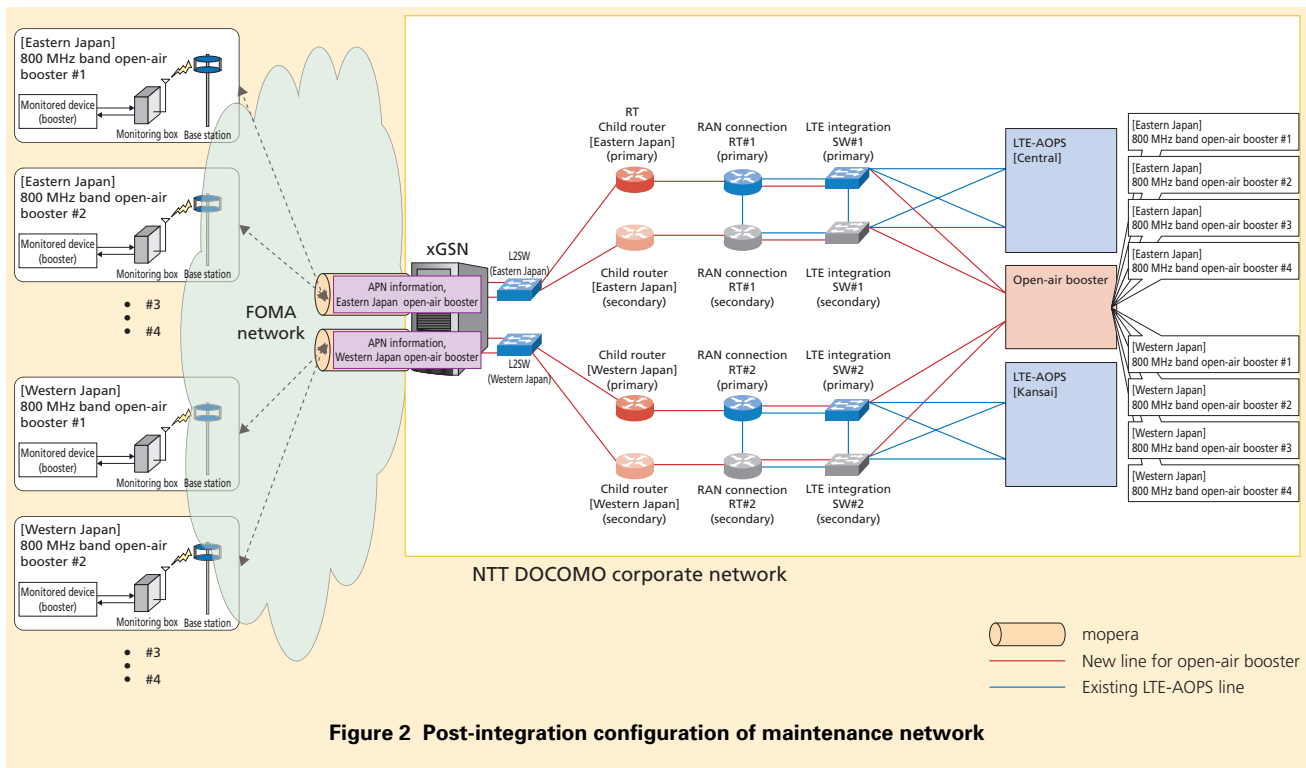 [Eastern Japan]
800 MHz band open-air
booster #1
Monitored device
(booster)
Monitoring box
Base station
[Eastern Japan]
800 MHz band open-air
booster #2
Monitored device
(booster)
Monitoring box
Base station
#3
#4
[Western Japan]
800 MHz band open-air
booster #1
Monitored device
(booster)
Monitoring box
Base station
[Western Japan]
800 MHz band open-air
booster #2
Monitored device
(booster)
Monitoring box
Base station
#3
#4
FOMA
network
xGSN
APN information,
Eastern Japan open-air booster
APN information,
Western Japan open-air booster
L2SW
(Eastern Japan)
L2SW
(Western Japan)
RT
Child router
[Eastern Japan]
(primary)
RAN connection
RT#1
(primary)
LTE integration
SW#1
(primary)
Child router
[Eastern Japan]
(secondary)
RAN connection
RT#1
(secondary)
LTE integration
SW#1
(secondary)
Child router
[Western Japan]
(primary)
RAN connection
RT#2
(primary)
LTE integration
SW#2
(primary)
Child router
[Western Japan]
(secondary)
RAN connection
RT#2
(secondary)
LTE integration
SW#2
(secondary)
LTE-AOPS
[Central]
Open-air booster
LTE-AOPS
[Kansai]
[Eastern Japan]
800 MHz band open-air booster #1
[Eastern Japan]
800 MHz band open-air booster #2
[Eastern Japan]
800 MHz band open-air booster #3
[Eastern Japan]
800 MHz band open-air booster #4
[Western Japan]
800 MHz band open-air booster #1
[Western Japan]
800 MHz band open-air booster #2
[Western Japan]
800 MHz band open-air booster #3
[Western Japan]
800 MHz band open-air booster #4
NTT DOCOMO corporate network
mopera
New line for open-air booster
Existing LTE-AOPS line
Figure 2 Post-integration configuration of maintenance network